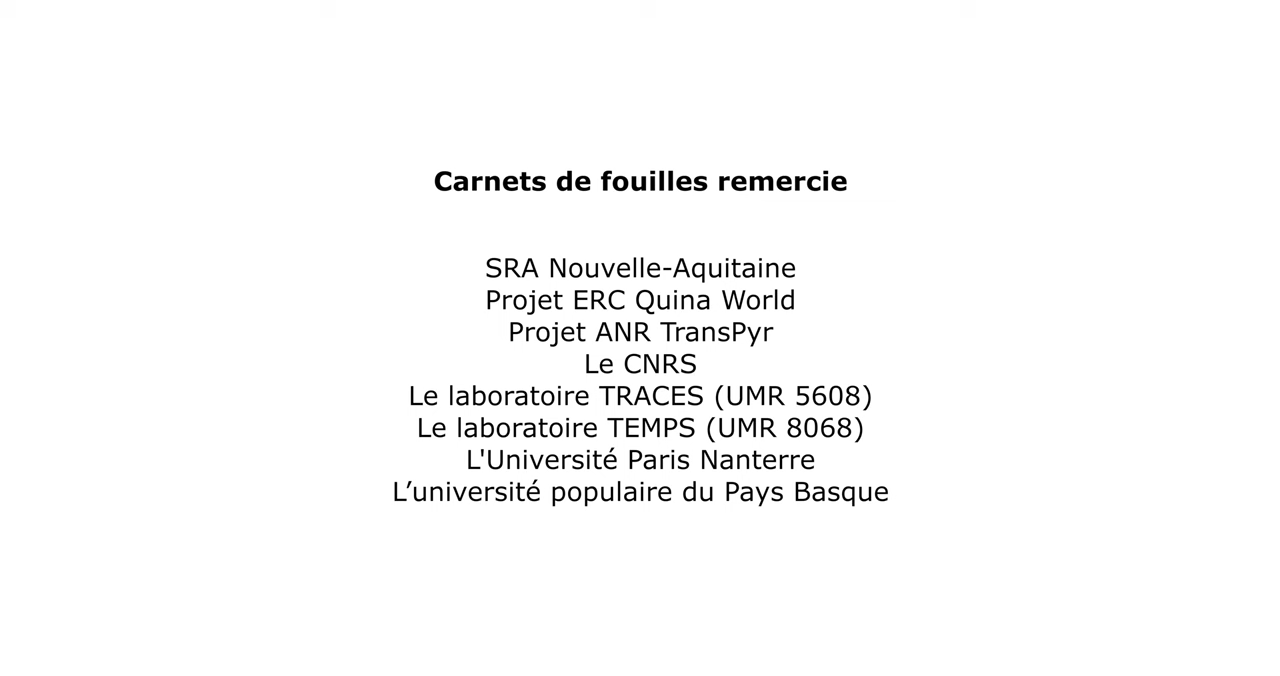 Carnets de fouilles remercie
SRA Nouvelle-Aquitaine
Projet ERC Quina World
Projet ANR TransPyr
Le CNRS
Le laboratoire TRACES (UMR 5608)
Le laboratoire TEMPS (UMR 8068)
L'Université Paris Nanterre
L’université populaire du Pays Basque